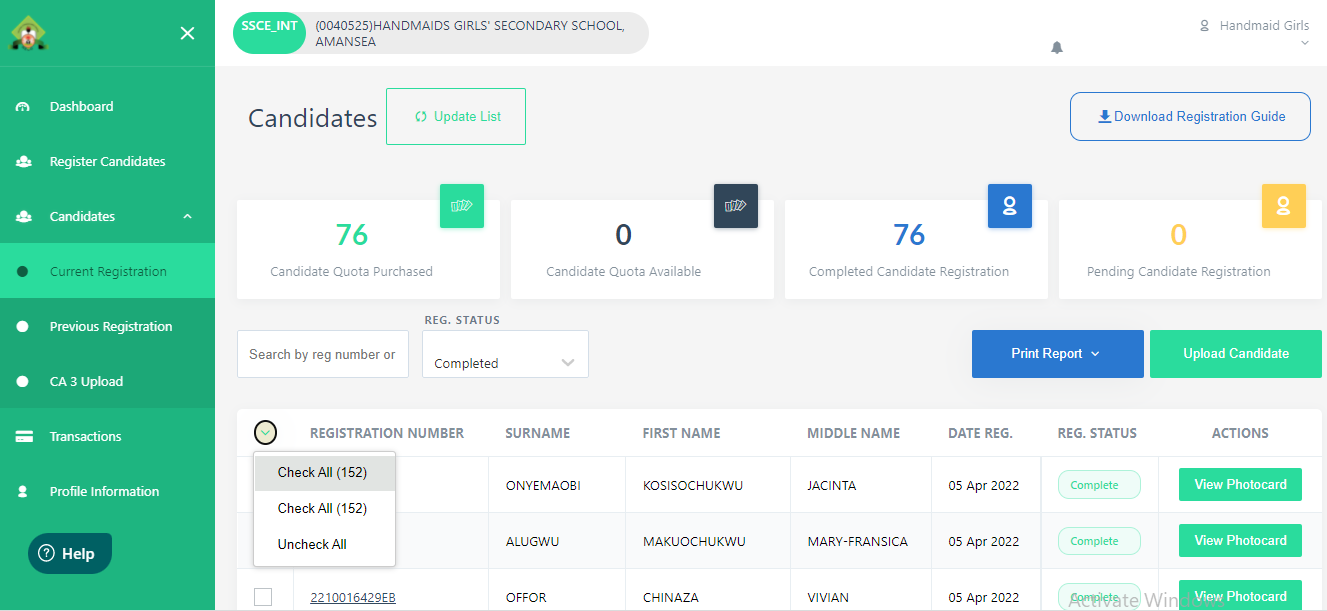 SSCE_INT
(0040525)HANDMAIDS GIRLS' SECONDARY SCHOOL,
AMANSEA
Handmaid Girls
Dashboard
Register Candidates
Candidates
Current Registration
Previous Registration
CA 3 Upload
Transactions
Profile Information
Help
Candidates
Update List
Download Registration Guide
76
Candidate Quota Purchased
0
Candidate Quota Available
76
Completed Candidate Registration
0
Pending Candidate Registration
REG. STATUS
Search by reg number or
Completed
Print Report
Upload Candidate
REGISTRATION NUMBER SURNAME FIRST NAME MIDDLE NAME DATE REG. REG. STATUS ACTIONS
Check All (152)
Check All (152)
Uncheck All
ONYEMAOBI KOSISOCHUKWU JACINTA 05 Apr 2022 Complete View Photocard
ALUGWU MAKUOCHUKWU MARY-FRANSICA 05 Apr 2022 Complete View Photocard
2210016429EB OFFOR CHINAZA VIVIAN 05 Apr 2022 Complete View Photocard
Activate Windows